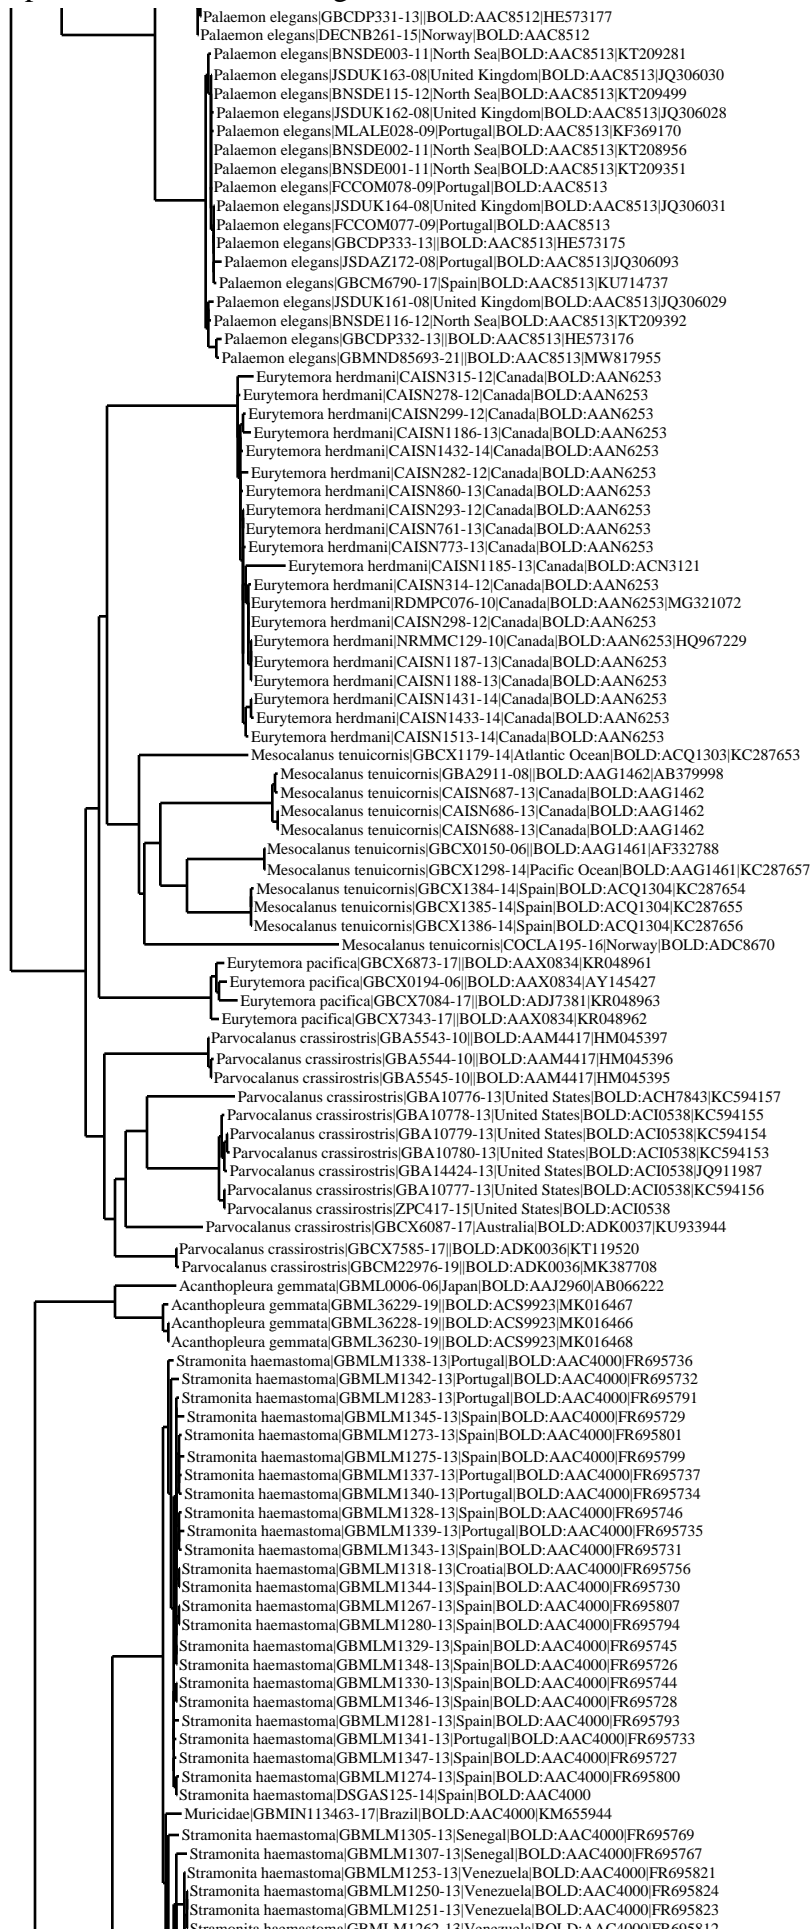 Palaemon elegans|GBCDP331-13||BOLD:AAC8512|HE573177
Palaemon elegans|DECNB261-15|Norway|BOLD:AAC8512
Palaemon elegans|BNSDE003-11|North Sea|BOLD:AAC8513|KT209281
Palaemon elegans|JSDUK163-08|United Kingdom|BOLD:AAC8513|JQ306030
Palaemon elegans|BNSDE115-12|North Sea|BOLD:AAC8513|KT209499
Palaemon elegans|JSDUK162-08|United Kingdom|BOLD:AAC8513|JQ306028
Palaemon elegans|MLALE028-09|Portugal|BOLD:AAC8513|KF369170
Palaemon elegans|BNSDE002-11|North Sea|BOLD:AAC8513|KT208956
Palaemon elegans|BNSDE001-11|North Sea|BOLD:AAC8513|KT209351
Palaemon elegans|FCCOM078-09|Portugal|BOLD:AAC8513
Palaemon elegans|JSDUK164-08|United Kingdom|BOLD:AAC8513|JQ306031
Palaemon elegans|FCCOM077-09|Portugal|BOLD:AAC8513
Palaemon elegans|GBCDP333-13||BOLD:AAC8513|HE573175
Palaemon elegans|JSDAZ172-08|Portugal|BOLD:AAC8513|JQ306093
Palaemon elegans|GBCM6790-17|Spain|BOLD:AAC8513|KU714737
Palaemon elegans|JSDUK161-08|United Kingdom|BOLD:AAC8513|JQ306029
Palaemon elegans|BNSDE116-12|North Sea|BOLD:AAC8513|KT209392
Palaemon elegans|GBCDP332-13||BOLD:AAC8513|HE573176
Palaemon elegans|GBMND85693-21||BOLD:AAC8513|MW817955
Eurytemora herdmani|CAISN315-12|Canada|BOLD:AAN6253
Eurytemora herdmani|CAISN278-12|Canada|BOLD:AAN6253
Eurytemora herdmani|CAISN299-12|Canada|BOLD:AAN6253
Eurytemora herdmani|CAISN1186-13|Canada|BOLD:AAN6253
Eurytemora herdmani|CAISN1432-14|Canada|BOLD:AAN6253
Eurytemora herdmani|CAISN282-12|Canada|BOLD:AAN6253
Eurytemora herdmani|CAISN860-13|Canada|BOLD:AAN6253
Eurytemora herdmani|CAISN293-12|Canada|BOLD:AAN6253
Eurytemora herdmani|CAISN761-13|Canada|BOLD:AAN6253
Eurytemora herdmani|CAISN773-13|Canada|BOLD:AAN6253
Eurytemora herdmani|CAISN1185-13|Canada|BOLD:ACN3121
Eurytemora herdmani|CAISN314-12|Canada|BOLD:AAN6253
Eurytemora herdmani|RDMPC076-10|Canada|BOLD:AAN6253|MG321072
Eurytemora herdmani|CAISN298-12|Canada|BOLD:AAN6253
Eurytemora herdmani|NRMMC129-10|Canada|BOLD:AAN6253|HQ967229
Eurytemora herdmani|CAISN1187-13|Canada|BOLD:AAN6253
Eurytemora herdmani|CAISN1188-13|Canada|BOLD:AAN6253
Eurytemora herdmani|CAISN1431-14|Canada|BOLD:AAN6253
Eurytemora herdmani|CAISN1433-14|Canada|BOLD:AAN6253
Eurytemora herdmani|CAISN1513-14|Canada|BOLD:AAN6253
Mesocalanus tenuicornis|GBCX1179-14|Atlantic Ocean|BOLD:ACQ1303|KC287653
Mesocalanus tenuicornis|GBA2911-08||BOLD:AAG1462|AB379998
Mesocalanus tenuicornis|CAISN687-13|Canada|BOLD:AAG1462
Mesocalanus tenuicornis|CAISN686-13|Canada|BOLD:AAG1462
Mesocalanus tenuicornis|CAISN688-13|Canada|BOLD:AAG1462
Mesocalanus tenuicornis|GBCX0150-06||BOLD:AAG1461|AF332788
Mesocalanus tenuicornis|GBCX1298-14|Pacific Ocean|BOLD:AAG1461|KC287657
Mesocalanus tenuicornis|GBCX1384-14|Spain|BOLD:ACQ1304|KC287654
Mesocalanus tenuicornis|GBCX1385-14|Spain|BOLD:ACQ1304|KC287655
Mesocalanus tenuicornis|GBCX1386-14|Spain|BOLD:ACQ1304|KC287656
Mesocalanus tenuicornis|COCLA195-16|Norway|BOLD:ADC8670
Eurytemora pacifica|GBCX6873-17||BOLD:AAX0834|KR048961
Eurytemora pacifica|GBCX0194-06||BOLD:AAX0834|AY145427
Eurytemora pacifica|GBCX7084-17||BOLD:ADJ7381|KR048963
Eurytemora pacifica|GBCX7343-17||BOLD:AAX0834|KR048962
Parvocalanus crassirostris|GBA5543-10||BOLD:AAM4417|HM045397
Parvocalanus crassirostris|GBA5544-10||BOLD:AAM4417|HM045396
Parvocalanus crassirostris|GBA5545-10||BOLD:AAM4417|HM045395
Parvocalanus crassirostris|GBA10776-13|United States|BOLD:ACH7843|KC594157
Parvocalanus crassirostris|GBA10778-13|United States|BOLD:ACI0538|KC594155
Parvocalanus crassirostris|GBA10779-13|United States|BOLD:ACI0538|KC594154
Parvocalanus crassirostris|GBA10780-13|United States|BOLD:ACI0538|KC594153
Parvocalanus crassirostris|GBA14424-13|United States|BOLD:ACI0538|JQ911987
Parvocalanus crassirostris|GBA10777-13|United States|BOLD:ACI0538|KC594156
Parvocalanus crassirostris|ZPC417-15|United States|BOLD:ACI0538
Parvocalanus crassirostris|GBCX6087-17|Australia|BOLD:ADK0037|KU933944
Parvocalanus crassirostris|GBCX7585-17||BOLD:ADK0036|KT119520
Parvocalanus crassirostris|GBCM22976-19||BOLD:ADK0036|MK387708
Acanthopleura gemmata|GBML0006-06|Japan|BOLD:AAJ2960|AB066222
Acanthopleura gemmata|GBML36229-19||BOLD:ACS9923|MK016467
Acanthopleura gemmata|GBML36228-19||BOLD:ACS9923|MK016466
Acanthopleura gemmata|GBML36230-19||BOLD:ACS9923|MK016468
Stramonita haemastoma|GBMLM1338-13|Portugal|BOLD:AAC4000|FR695736
Stramonita haemastoma|GBMLM1342-13|Portugal|BOLD:AAC4000|FR695732
Stramonita haemastoma|GBMLM1283-13|Portugal|BOLD:AAC4000|FR695791
Stramonita haemastoma|GBMLM1345-13|Spain|BOLD:AAC4000|FR695729
Stramonita haemastoma|GBMLM1273-13|Spain|BOLD:AAC4000|FR695801
Stramonita haemastoma|GBMLM1275-13|Spain|BOLD:AAC4000|FR695799
Stramonita haemastoma|GBMLM1337-13|Portugal|BOLD:AAC4000|FR695737
Stramonita haemastoma|GBMLM1340-13|Portugal|BOLD:AAC4000|FR695734
Stramonita haemastoma|GBMLM1328-13|Spain|BOLD:AAC4000|FR695746
Stramonita haemastoma|GBMLM1339-13|Portugal|BOLD:AAC4000|FR695735
Stramonita haemastoma|GBMLM1343-13|Spain|BOLD:AAC4000|FR695731
Stramonita haemastoma|GBMLM1318-13|Croatia|BOLD:AAC4000|FR695756
Stramonita haemastoma|GBMLM1344-13|Spain|BOLD:AAC4000|FR695730
Stramonita haemastoma|GBMLM1267-13|Spain|BOLD:AAC4000|FR695807
Stramonita haemastoma|GBMLM1280-13|Spain|BOLD:AAC4000|FR695794
Stramonita haemastoma|GBMLM1329-13|Spain|BOLD:AAC4000|FR695745
Stramonita haemastoma|GBMLM1348-13|Spain|BOLD:AAC4000|FR695726
Stramonita haemastoma|GBMLM1330-13|Spain|BOLD:AAC4000|FR695744
Stramonita haemastoma|GBMLM1346-13|Spain|BOLD:AAC4000|FR695728
Stramonita haemastoma|GBMLM1281-13|Spain|BOLD:AAC4000|FR695793
Stramonita haemastoma|GBMLM1341-13|Portugal|BOLD:AAC4000|FR695733
Stramonita haemastoma|GBMLM1347-13|Spain|BOLD:AAC4000|FR695727
Stramonita haemastoma|GBMLM1274-13|Spain|BOLD:AAC4000|FR695800
Stramonita haemastoma|DSGAS125-14|Spain|BOLD:AAC4000
Muricidae|GBMIN113463-17|Brazil|BOLD:AAC4000|KM655944
Stramonita haemastoma|GBMLM1305-13|Senegal|BOLD:AAC4000|FR695769
Stramonita haemastoma|GBMLM1307-13|Senegal|BOLD:AAC4000|FR695767
Stramonita haemastoma|GBMLM1253-13|Venezuela|BOLD:AAC4000|FR695821
Stramonita haemastoma|GBMLM1250-13|Venezuela|BOLD:AAC4000|FR695824
Stramonita haemastoma|GBMLM1251-13|Venezuela|BOLD:AAC4000|FR695823
Stramonita haemastoma|GBMLM1262-13|Venezuela|BOLD:AAC4000|FR695812